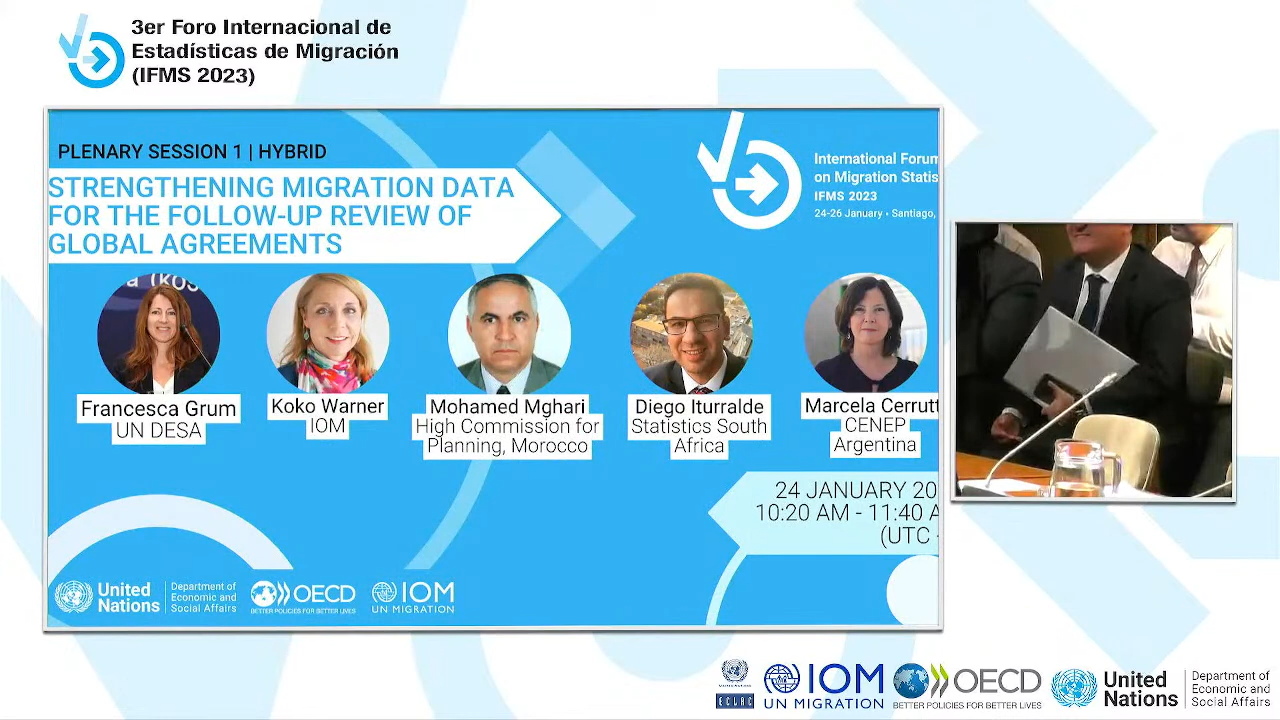 3er Foro Internacional de
Estadísticas de Migración
(IFMS 2023)
PLENARY SESSION 1 | HYBRID
STRENGTHENING MIGRATION DATA
FOR THE FOLLOW-UP REVIEW OF
GLOBAL AGREEMENTS
International Forum
on Migration Statis
IFMS 2023
24-26 January • Santiago,
Francesca Grum
UN DESA
Koko Warner
IOM
Mohamed Mghari
High Commission for
Planning, Morocco
Diego Iturralde
Statistics South
Africa
Marcela Cerrutt
CENEP
Argentina
24 JANUARY 20
10:20 AM - 11:40 A
(UTC -
United
Nations
Department of
Economic and
Social Affairs
OECD
BETTER POLICIES FOR BETTER LIVES
IOM
UN MIGRATION
ECLAC
IOM
UN MIGRATION
OECD
BETTER POLICIES FOR BETTER LIVES
United
Nations
Department of
Economic and
Social Affairs